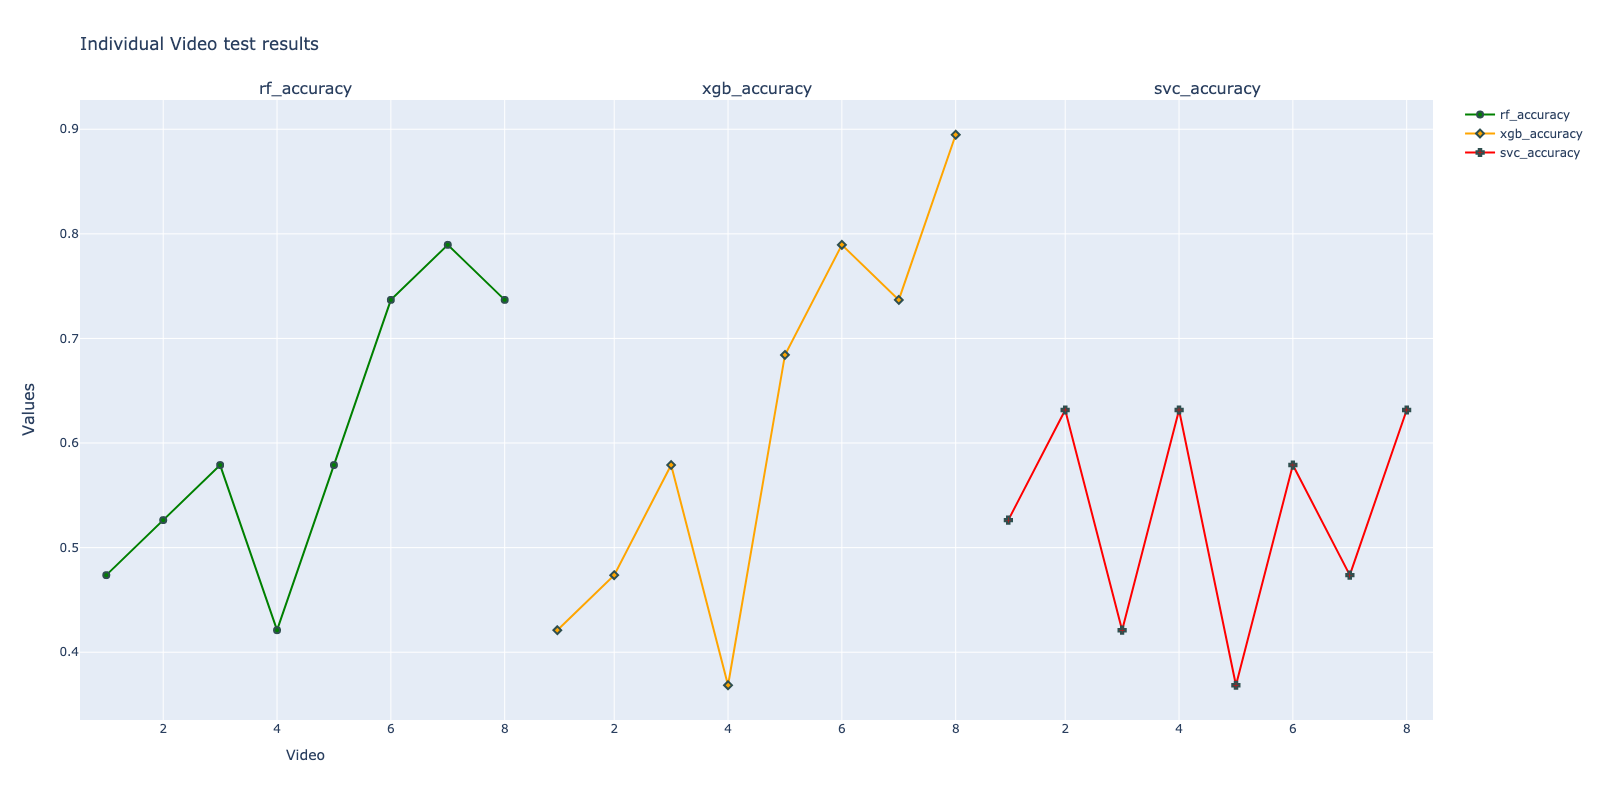 Individual Video test results
rf_accuracy
xgb_accuracy
svc_accuracy
rf_accuracy
xgb_accuracy
svc_accuracy
0.9
0.8
0.7
0.6
0.5
0.4
Values
2 4 6 8
2 4 6 8
2 4 6 8
Video